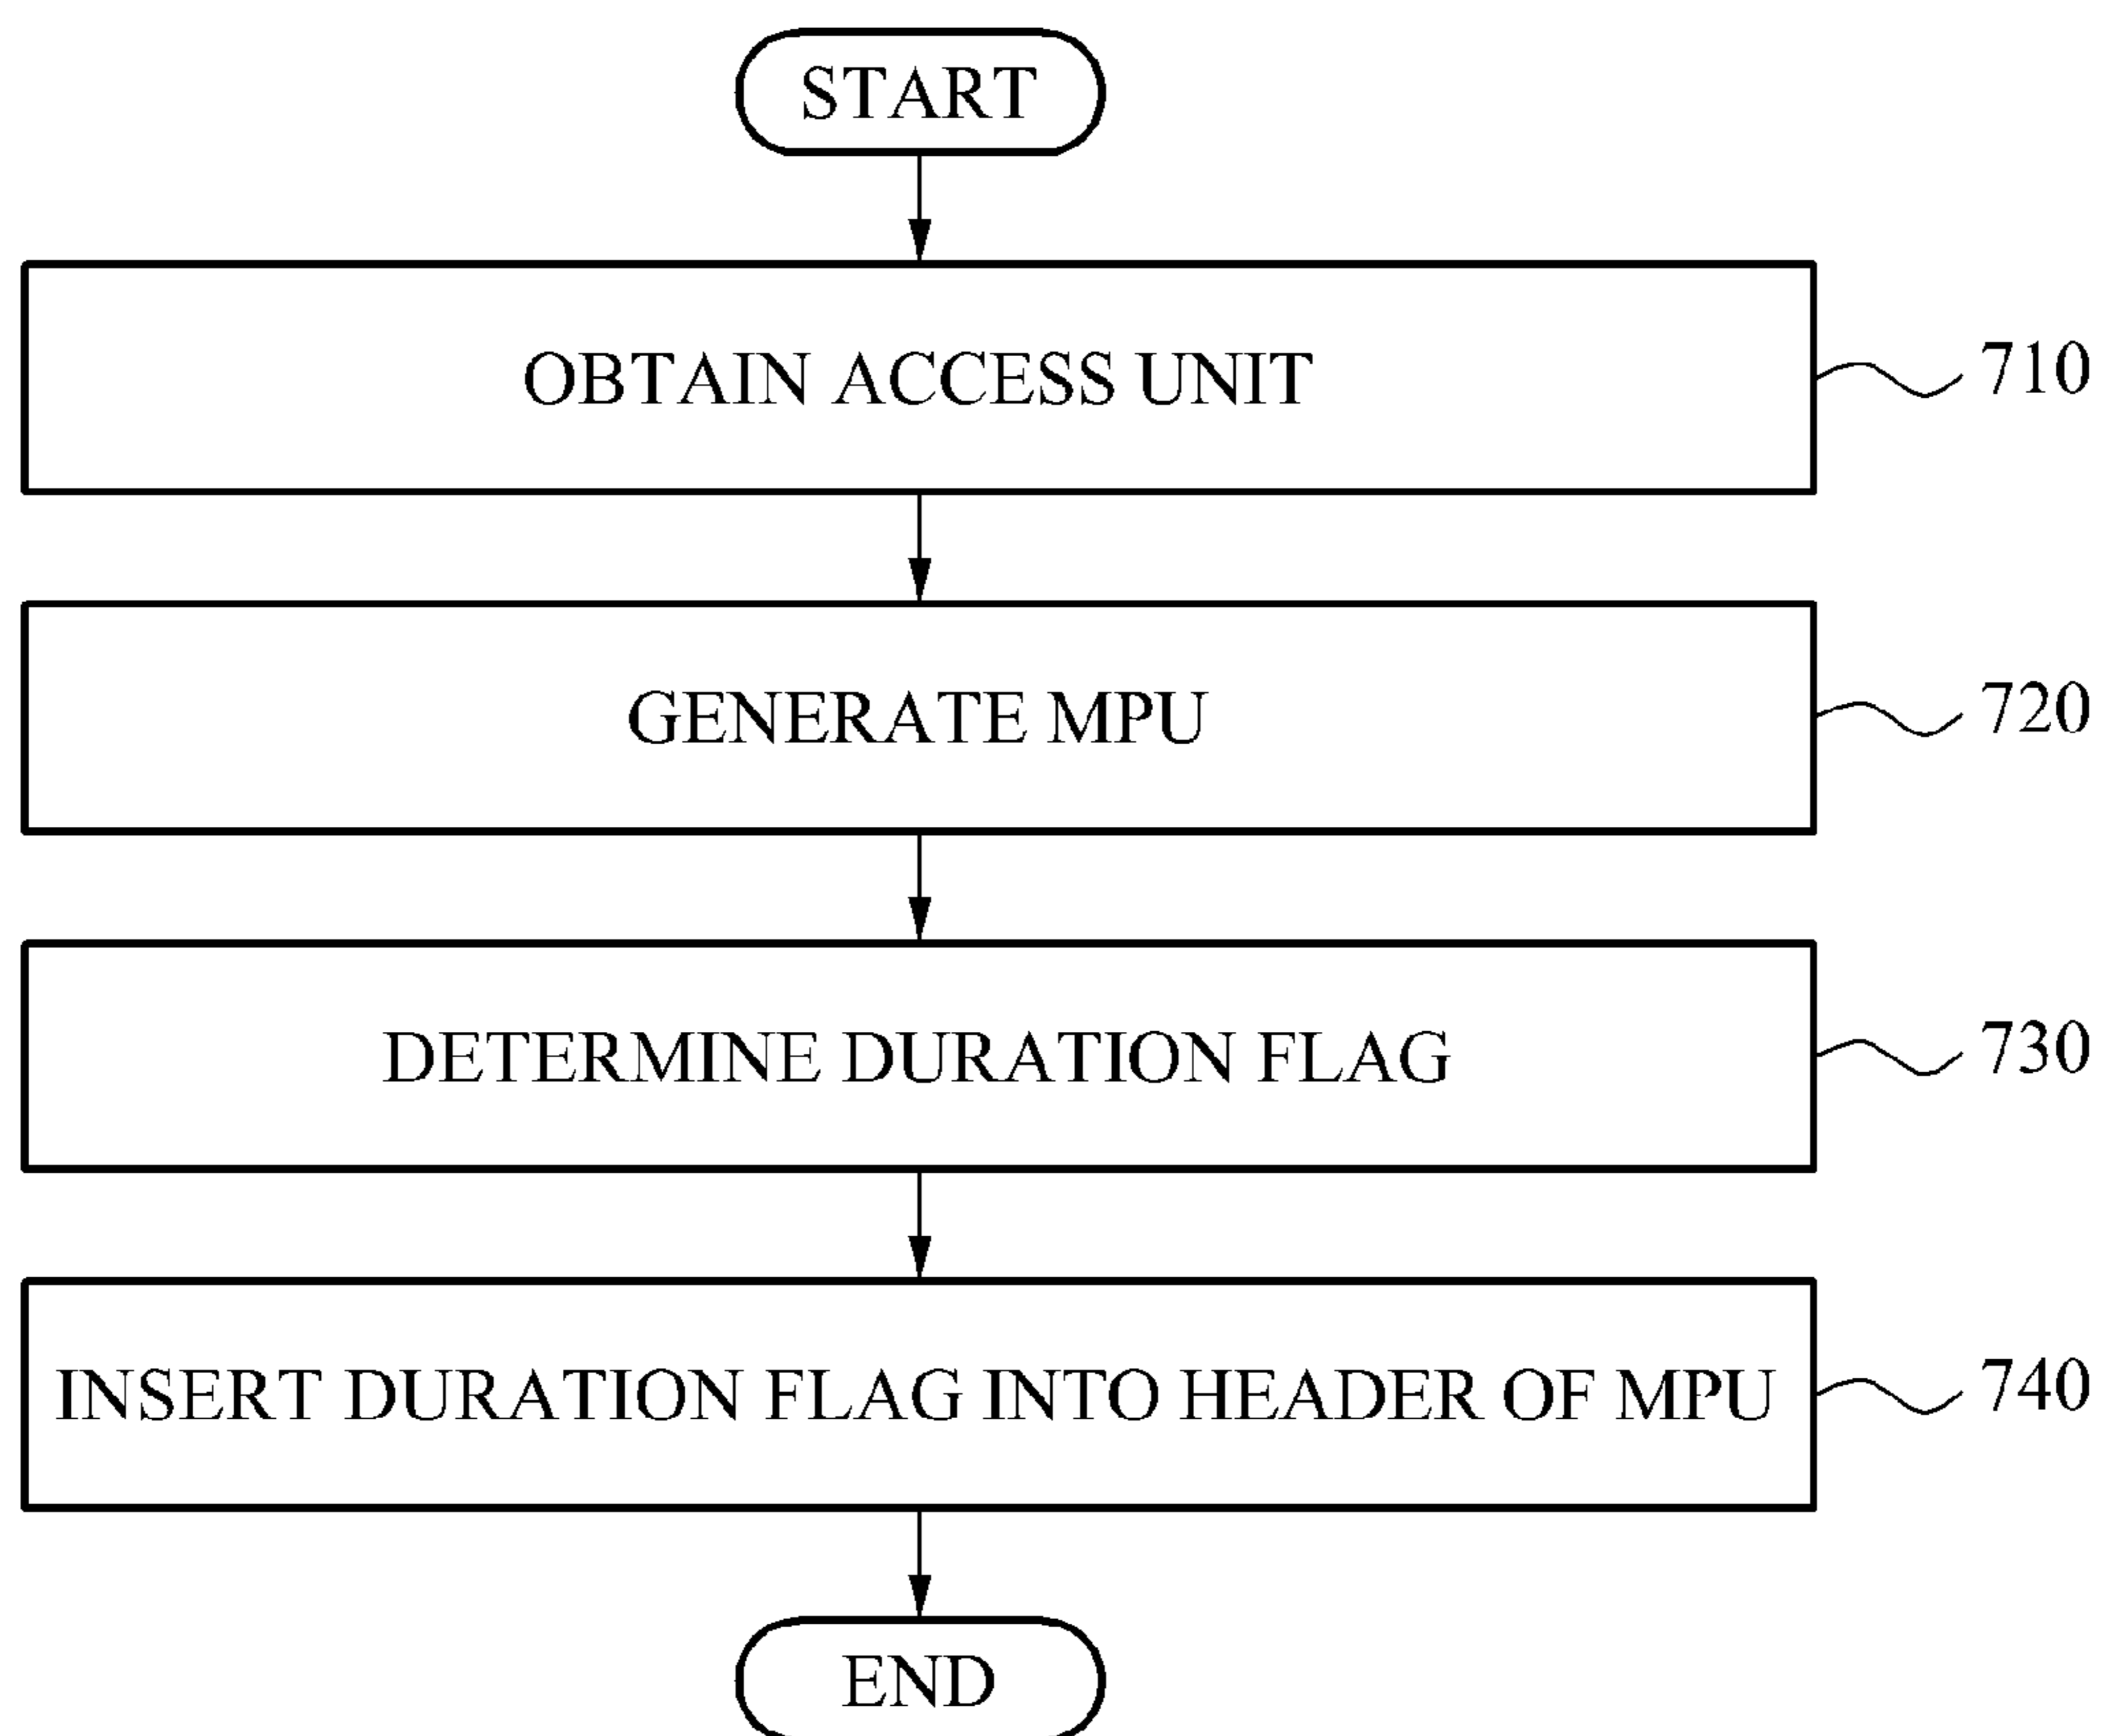 START
OBTAIN ACCESS UNIT
710
GENERATE MPU
720
DETERMINE DURATION FLAG
730
INSERT DURATION FLAG INTO HEADER OF MPU
740
END